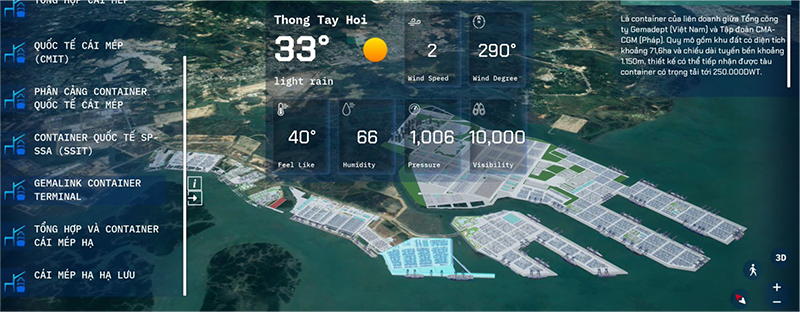 TỔNG HỢP CÁI MÉP
QUỐC TẾ CÁI MÉP
(CMIT)
PHÂN CẢNG CONTAINER
QUỐC TẾ CÁI MÉP
CONTAINER QUỐC TẾ SP-
SSA (SSIT)
GEMALINK CONTAINER
TERMINAL
TỔNG HỢP VÀ CONTAINER
CÁI MÉP HẠ
CÁI MÉP HẠ HẠ LƯU
i
Thong Tay Hoi
33°
light rain
2
Wind Speed
290°
Wind Degree
40°
Feel Like
66
Humidity
1,006
Pressure
10,000
Visibility
Là container của liên doanh giữa Tổng công
ty Gemadept (Việt Nam) và Tập đoàn CMA-
CGM (Pháp). Quy mô gồm khu đất có diện tích
khoảng 71,6ha và chiều dài tuyến bến khoảng
1.150m, thiết kế có thể tiếp nhận được tàu
container có trọng tải tới 250.0000WT.
3D
+
−